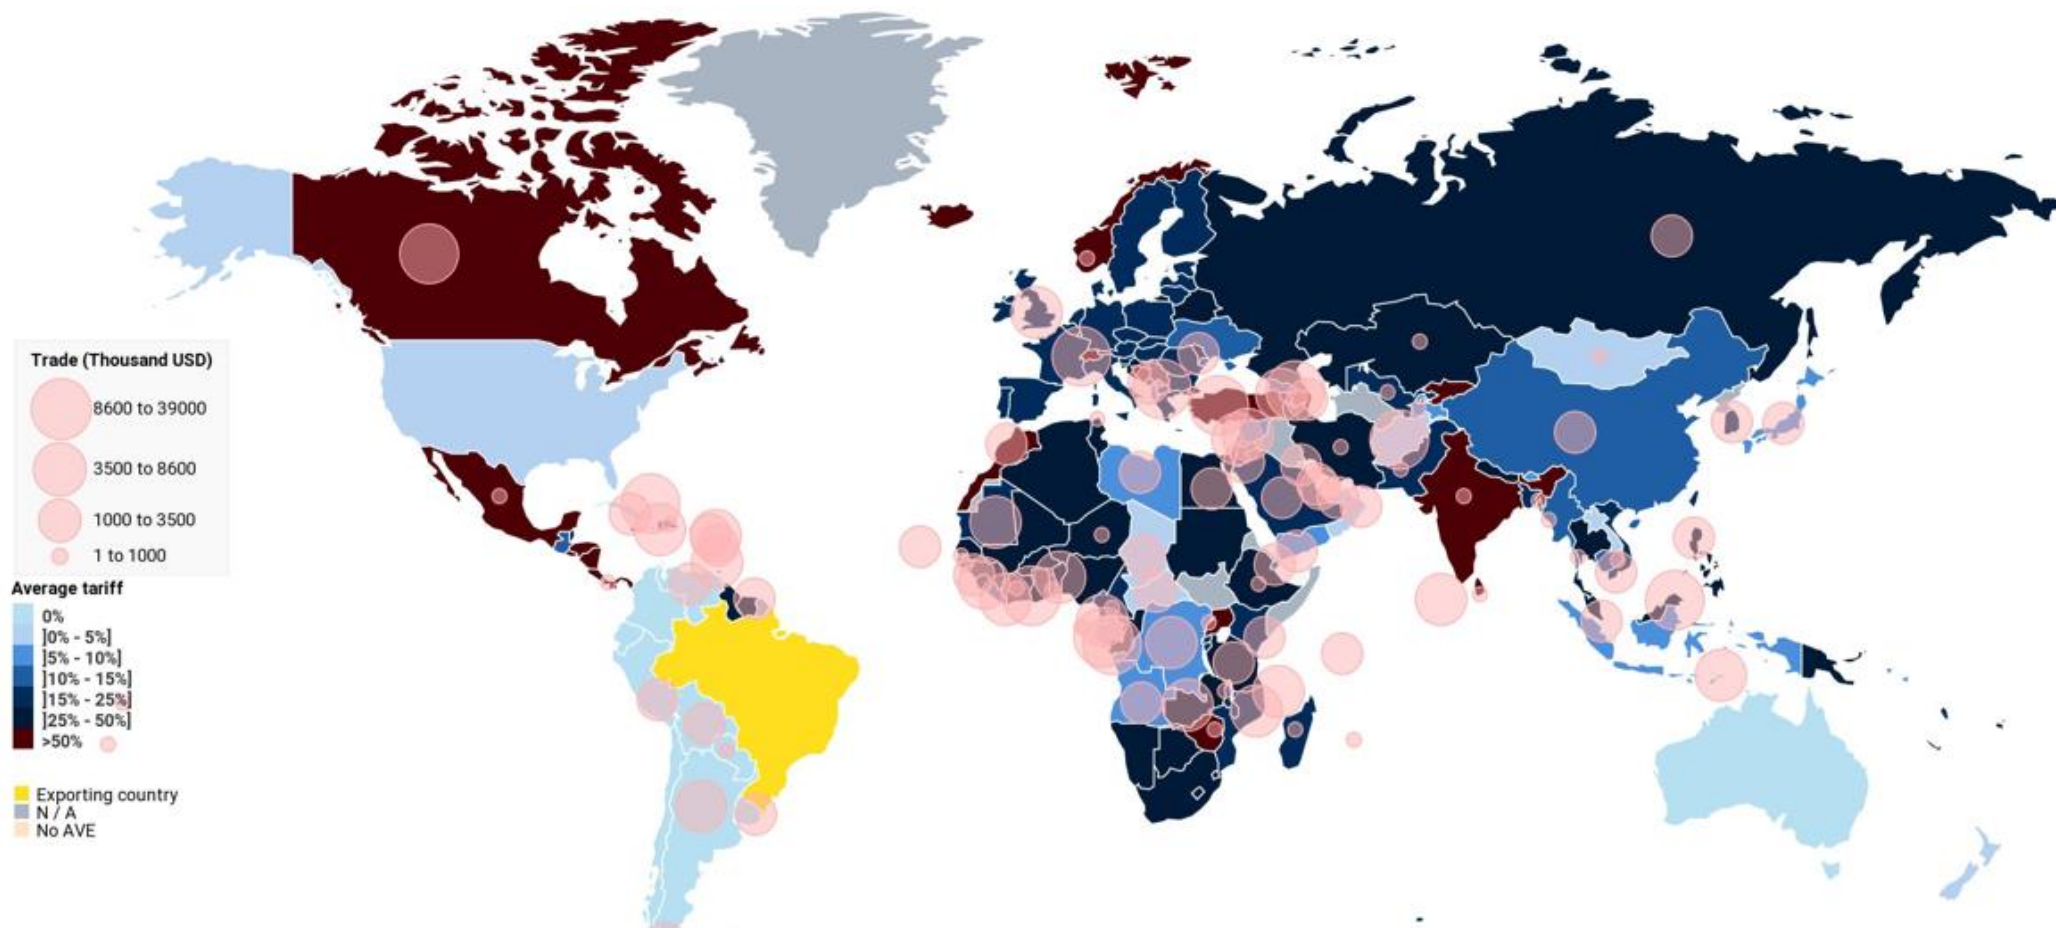 Trade (Thousand USD)
8600 to 39000
3500 to 8600
1000 to 3500
1 to 1000
Average tariff
0%
]0% - 5%]
]5% - 10%]
]10% - 15%]
]15% - 25%]
]25% - 50%]
>50%
Exporting country
N / A
No AVE